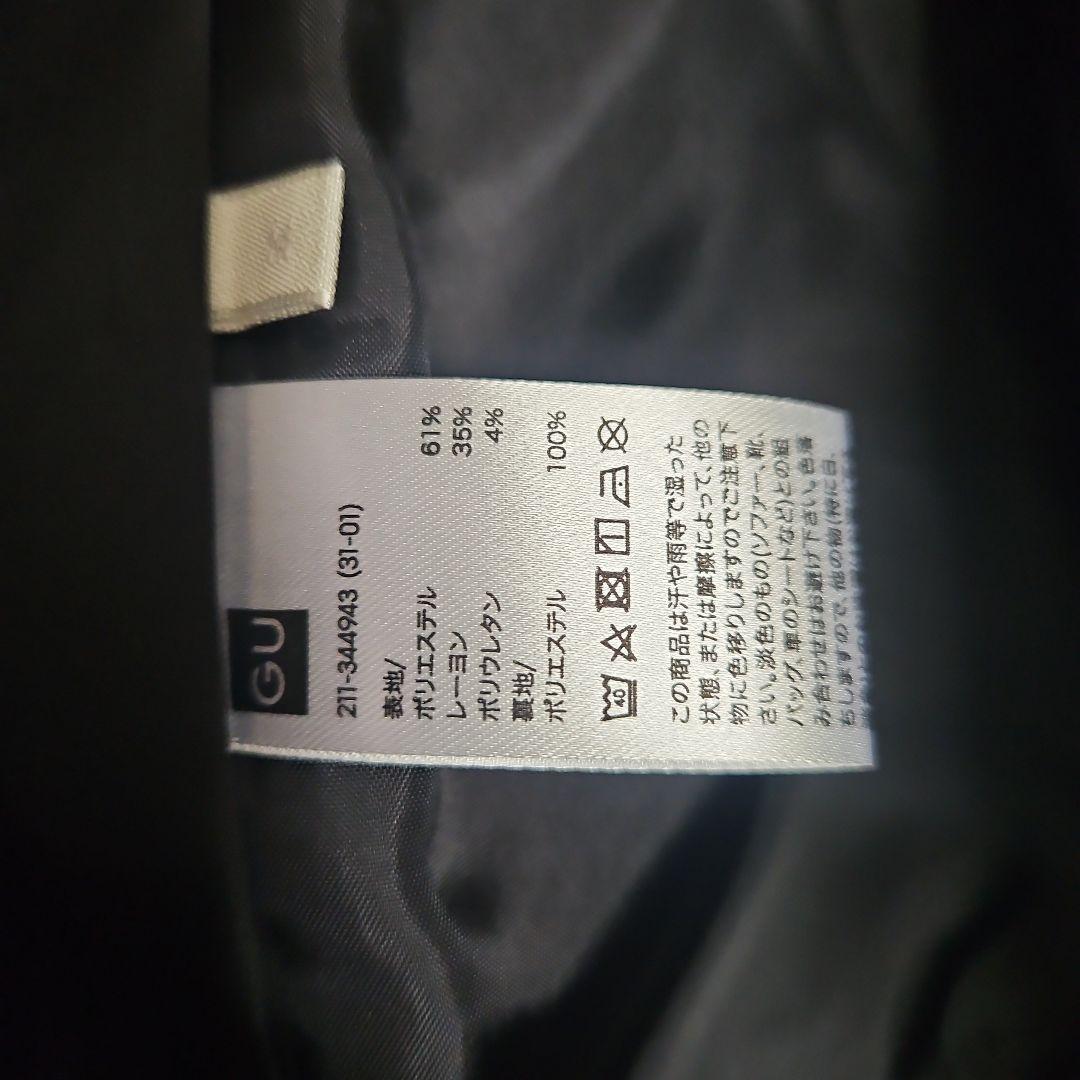 GU
211-344943 (31-01)
表地/
ポリエステル 61%
レーヨン 35%
ポリウレタン 4%
裏地/
ポリエステル 100%
40
この商品は汗や雨等で湿った
状態、または摩擦によって、他の
物に色移りしますのでご注意下
さい。淡色のもの(ソファー、靴、
バッグ、車のシートなど)との組
み合わせはお避け下さい。色落
ちしますので、他の物(特に白、